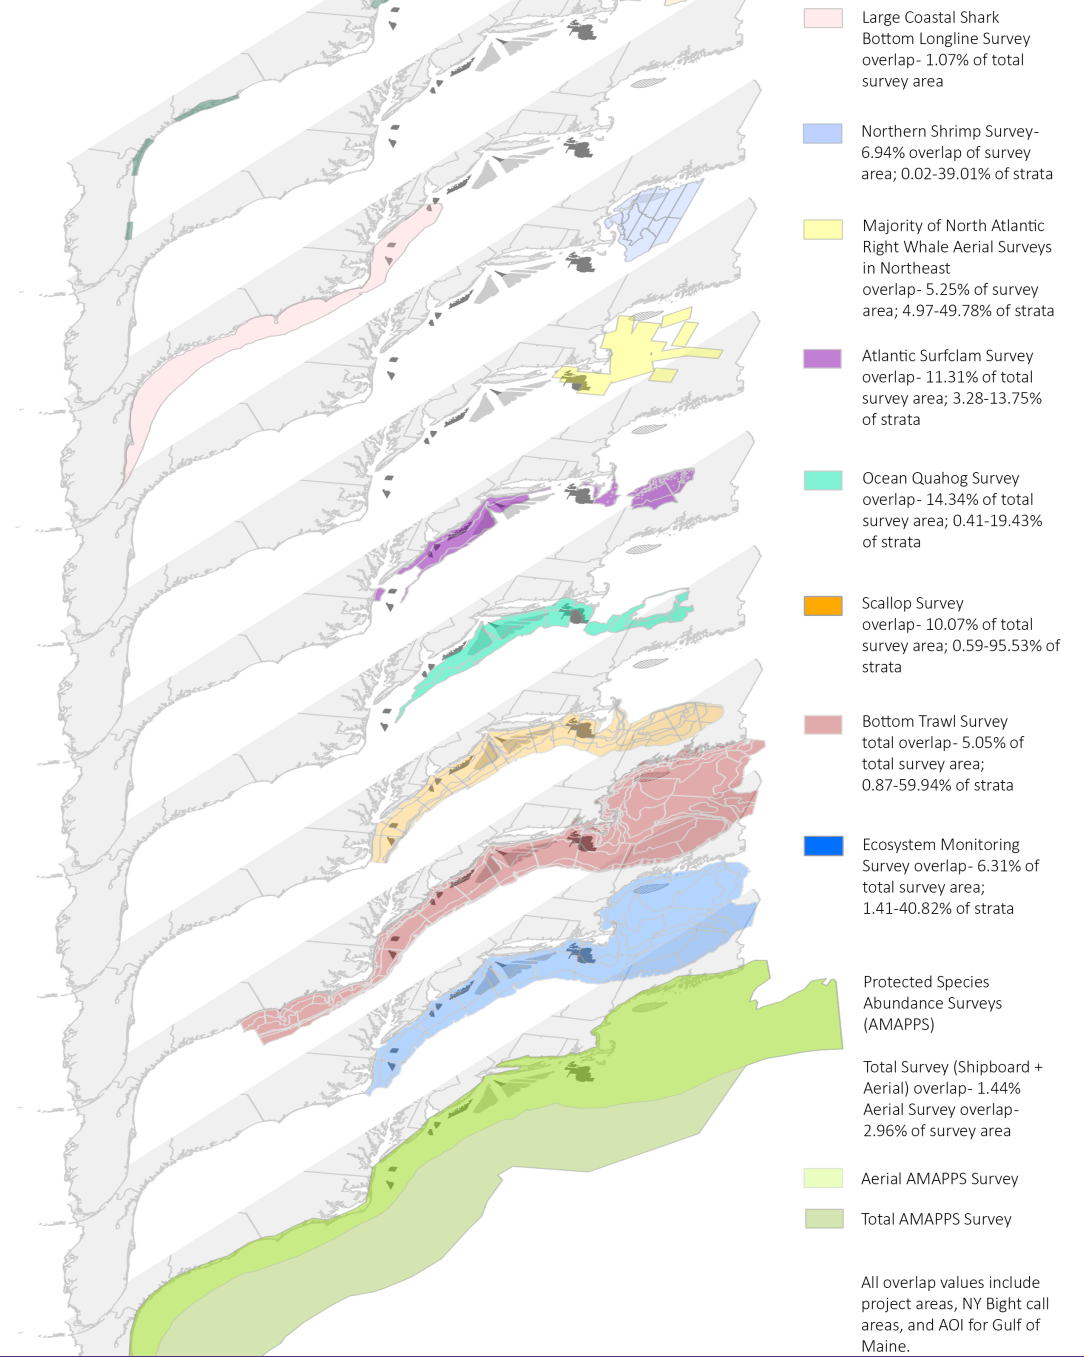 Large Coastal Shark
Bottom Longline Survey
overlap- 1.07% of total
survey area
Northern Shrimp Survey-
6.94% overlap of survey
area; 0.02-39.01% of strata
Majority of North Atlantic
Right Whale Aerial Surveys
in Northeast
overlap- 5.25% of survey
area; 4.97-49.78% of strata
Atlantic Surfclam Survey
overlap- 11.31% of total
survey area; 3.28-13.75%
of strata
Ocean Quahog Survey
overlap- 14.34% of total
survey area; 0.41-19.43%
of strata
Scallop Survey
overlap- 10.07% of total
survey area; 0.59-95.53% of
strata
Bottom Trawl Survey
total overlap- 5.05% of
total survey area;
0.87-59.94% of strata
Ecosystem Monitoring
Survey overlap- 6.31% of
total survey area;
1.41-40.82% of strata
Protected Species
Abundance Surveys
(AMAPPS)
Total Survey (Shipboard +
Aerial) overlap- 1.44%
Aerial Survey overlap-
2.96% of survey area
Aerial AMAPPS Survey
Total AMAPPS Survey
All overlap values include
project areas, NY Bight call
areas, and AOI for Gulf of
Maine.